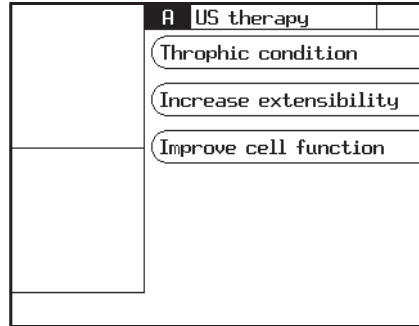 A US therapy
Throphic condition
Increase extensibility
Improve cell function